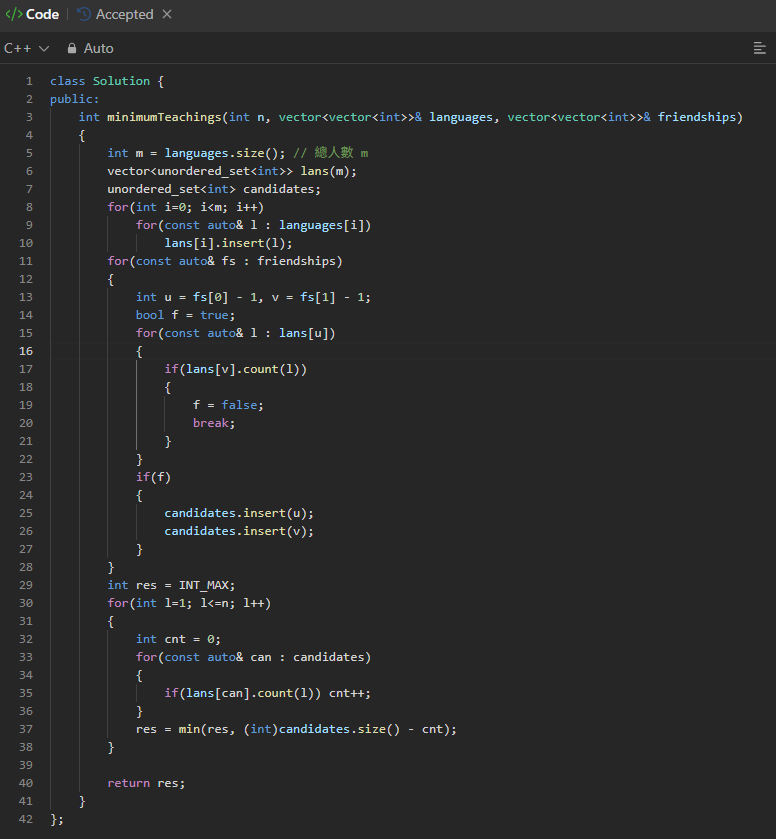 </> Code | Accepted ×
C++ Auto
1 class Solution {
2 public:
3     int minimumTeachings(int n, vector<vector<int>>& languages, vector<vector<int>>& friendships)
4     {
5         int m = languages.size(); // 總人數 m
6         vector<unordered_set<int>> lans(m);
7         unordered_set<int> candidates;
8         for(int i=0; i<m; i++)
9             for(const auto& l : languages[i])
10                 lans[i].insert(l);
11         for(const auto& fs : friendships)
12         {
13             int u = fs[0] - 1, v = fs[1] - 1;
14             bool f = true;
15             for(const auto& l : lans[u])
16             {
17                 if(lans[v].count(l))
18                 {
19                     f = false;
20                     break;
21                 }
22             }
23             if(f)
24             {
25                 candidates.insert(u);
26                 candidates.insert(v);
27             }
28         }
29         int res = INT_MAX;
30         for(int l=1; l<=n; l++)
31         {
32             int cnt = 0;
33             for(const auto& can : candidates)
34             {
35                 if(lans[can].count(l)) cnt++;
36             }
37             res = min(res, (int)candidates.size() - cnt);
38         }
39
40         return res;
41     }
42 };